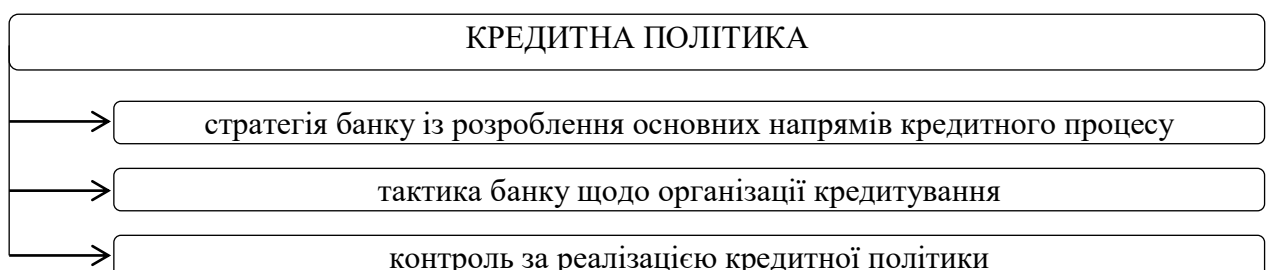 КРЕДИТНА ПОЛІТИКА
стратегія банку із розроблення основних напрямів кредитного процесу
тактика банку щодо організації кредитування
контроль за реалізацією кредитної політики